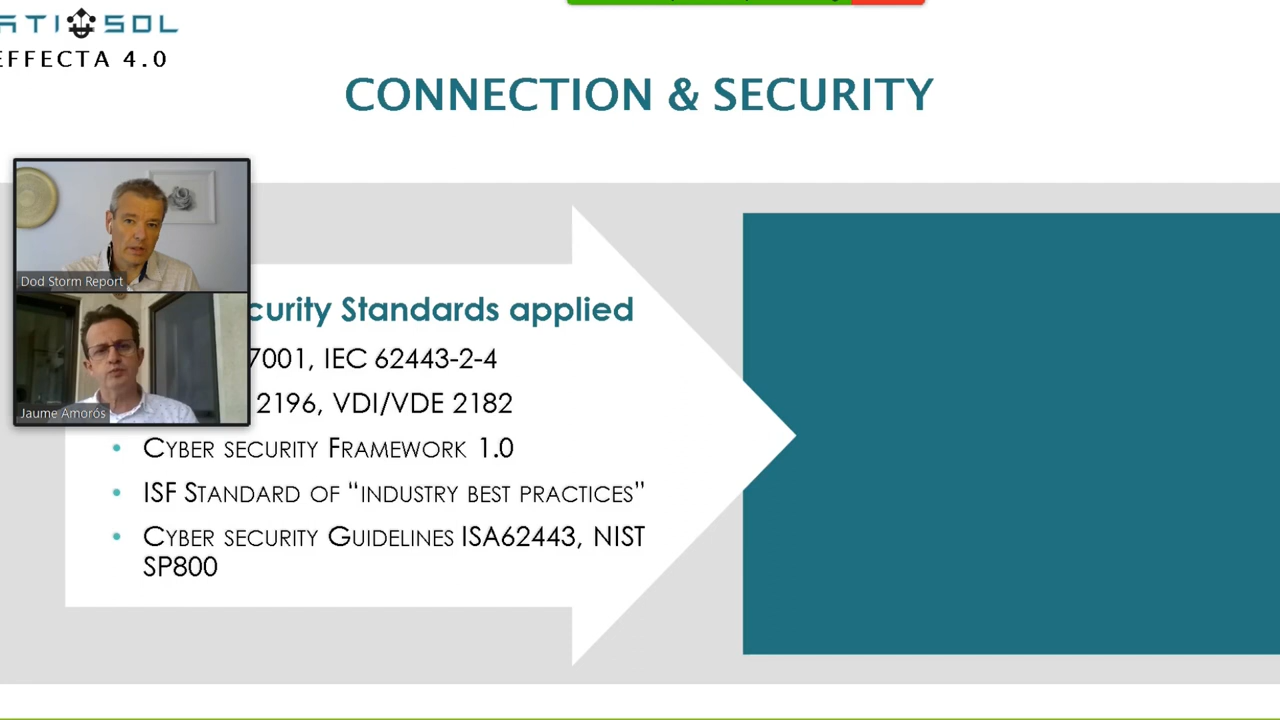 ATI SOL
EFFECTA 4.0
CONNECTION & SECURITY
Dod Storm Report
Jaume Amorós
curity Standards applied
7001, IEC 62443-2-4
2196, VDI/VDE 2182
• CYBER SECURITY FRAMEWORK 1.0
• ISF STANDARD OF “INDUSTRY BEST PRACTICES”
• CYBER SECURITY GUIDELINES ISA62443, NIST
SP800